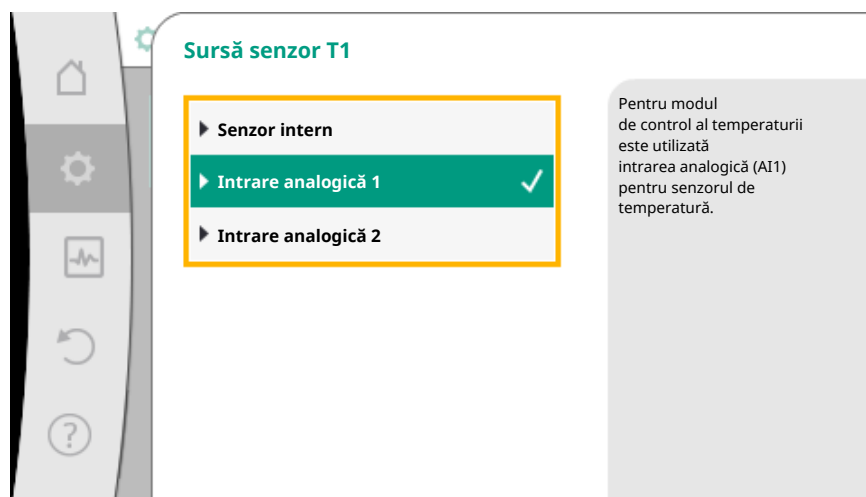 Sursă senzor T1
Senzor intern
Intrare analogică 1
Intrare analogică 2
Pentru modul
de control al temperaturii
este utilizată
intrarea analogică (AI1)
pentru senzorul de
temperatură.
?